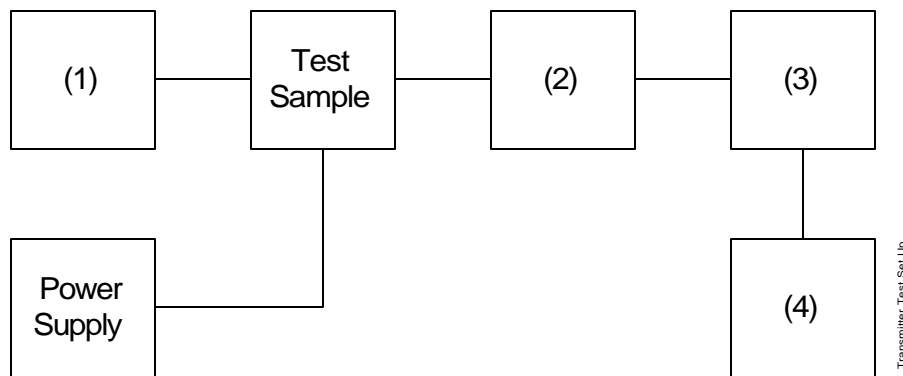 (1)
Test
Sample
(2)
(3)
Power
Supply
(4)
Transmitter Test Set Up